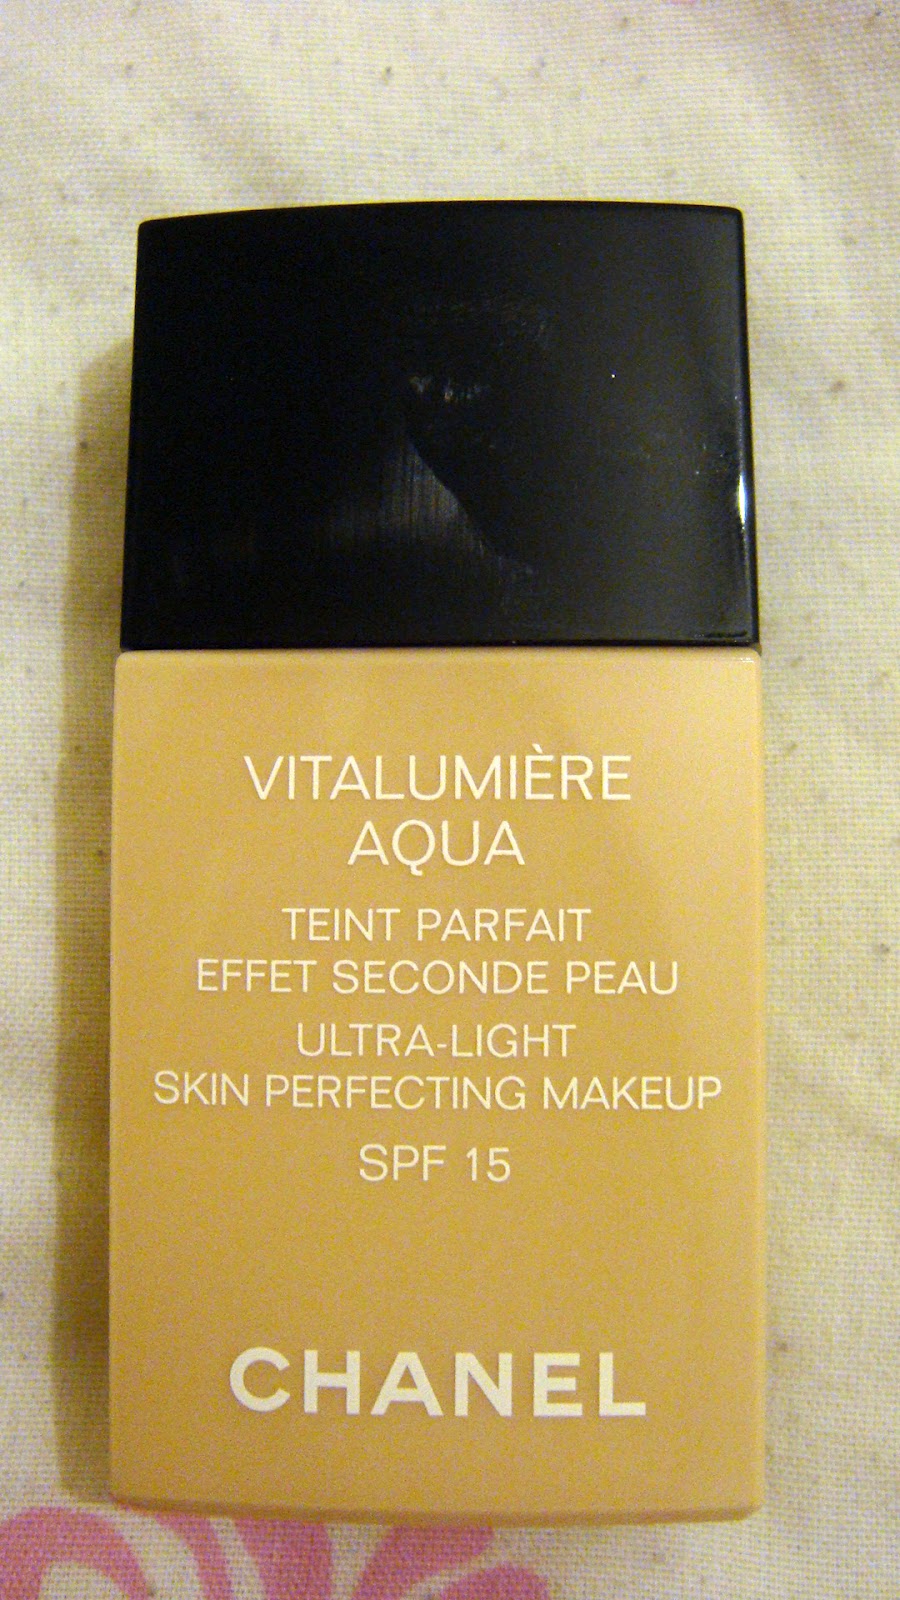 VITALUMIÈRE
AQUA
TEINT PARFAIT
EFFET SECONDE PEAU
ULTRA-LIGHT
SKIN PERFECTING MAKEUP
SPF 15
CHANEL